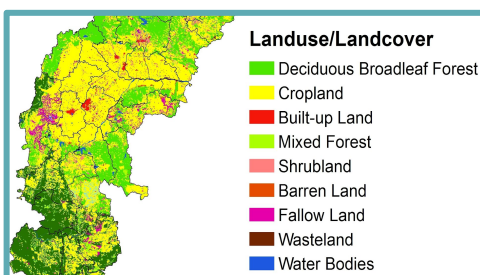 Landuse/Landcover
Deciduous Broadleaf Forest
Cropland
Built-up Land
Mixed Forest
Shrubland
Barren Land
Fallow Land
Wasteland
Water Bodies